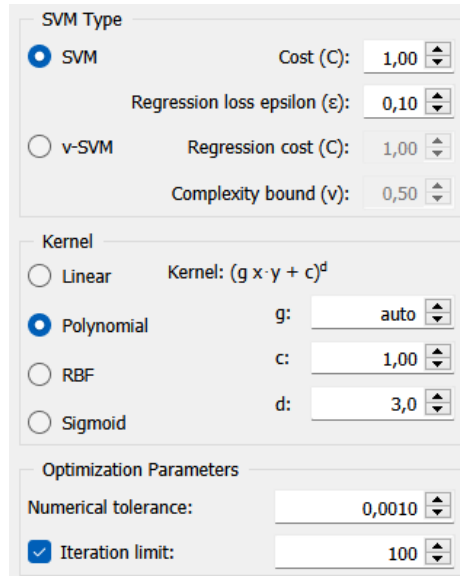 SVM Type
SVM Cost (C): 1,00
Regression loss epsilon (ε): 0,10
v-SVM Regression cost (C): 1,00
Complexity bound (v): 0,50
Kernel
Linear Kernel: (g x·y + c)ᵈ
Polynomial g: auto
RBF c: 1,00
Sigmoid d: 3,0
Optimization Parameters
Numerical tolerance: 0,0010
Iteration limit: 100